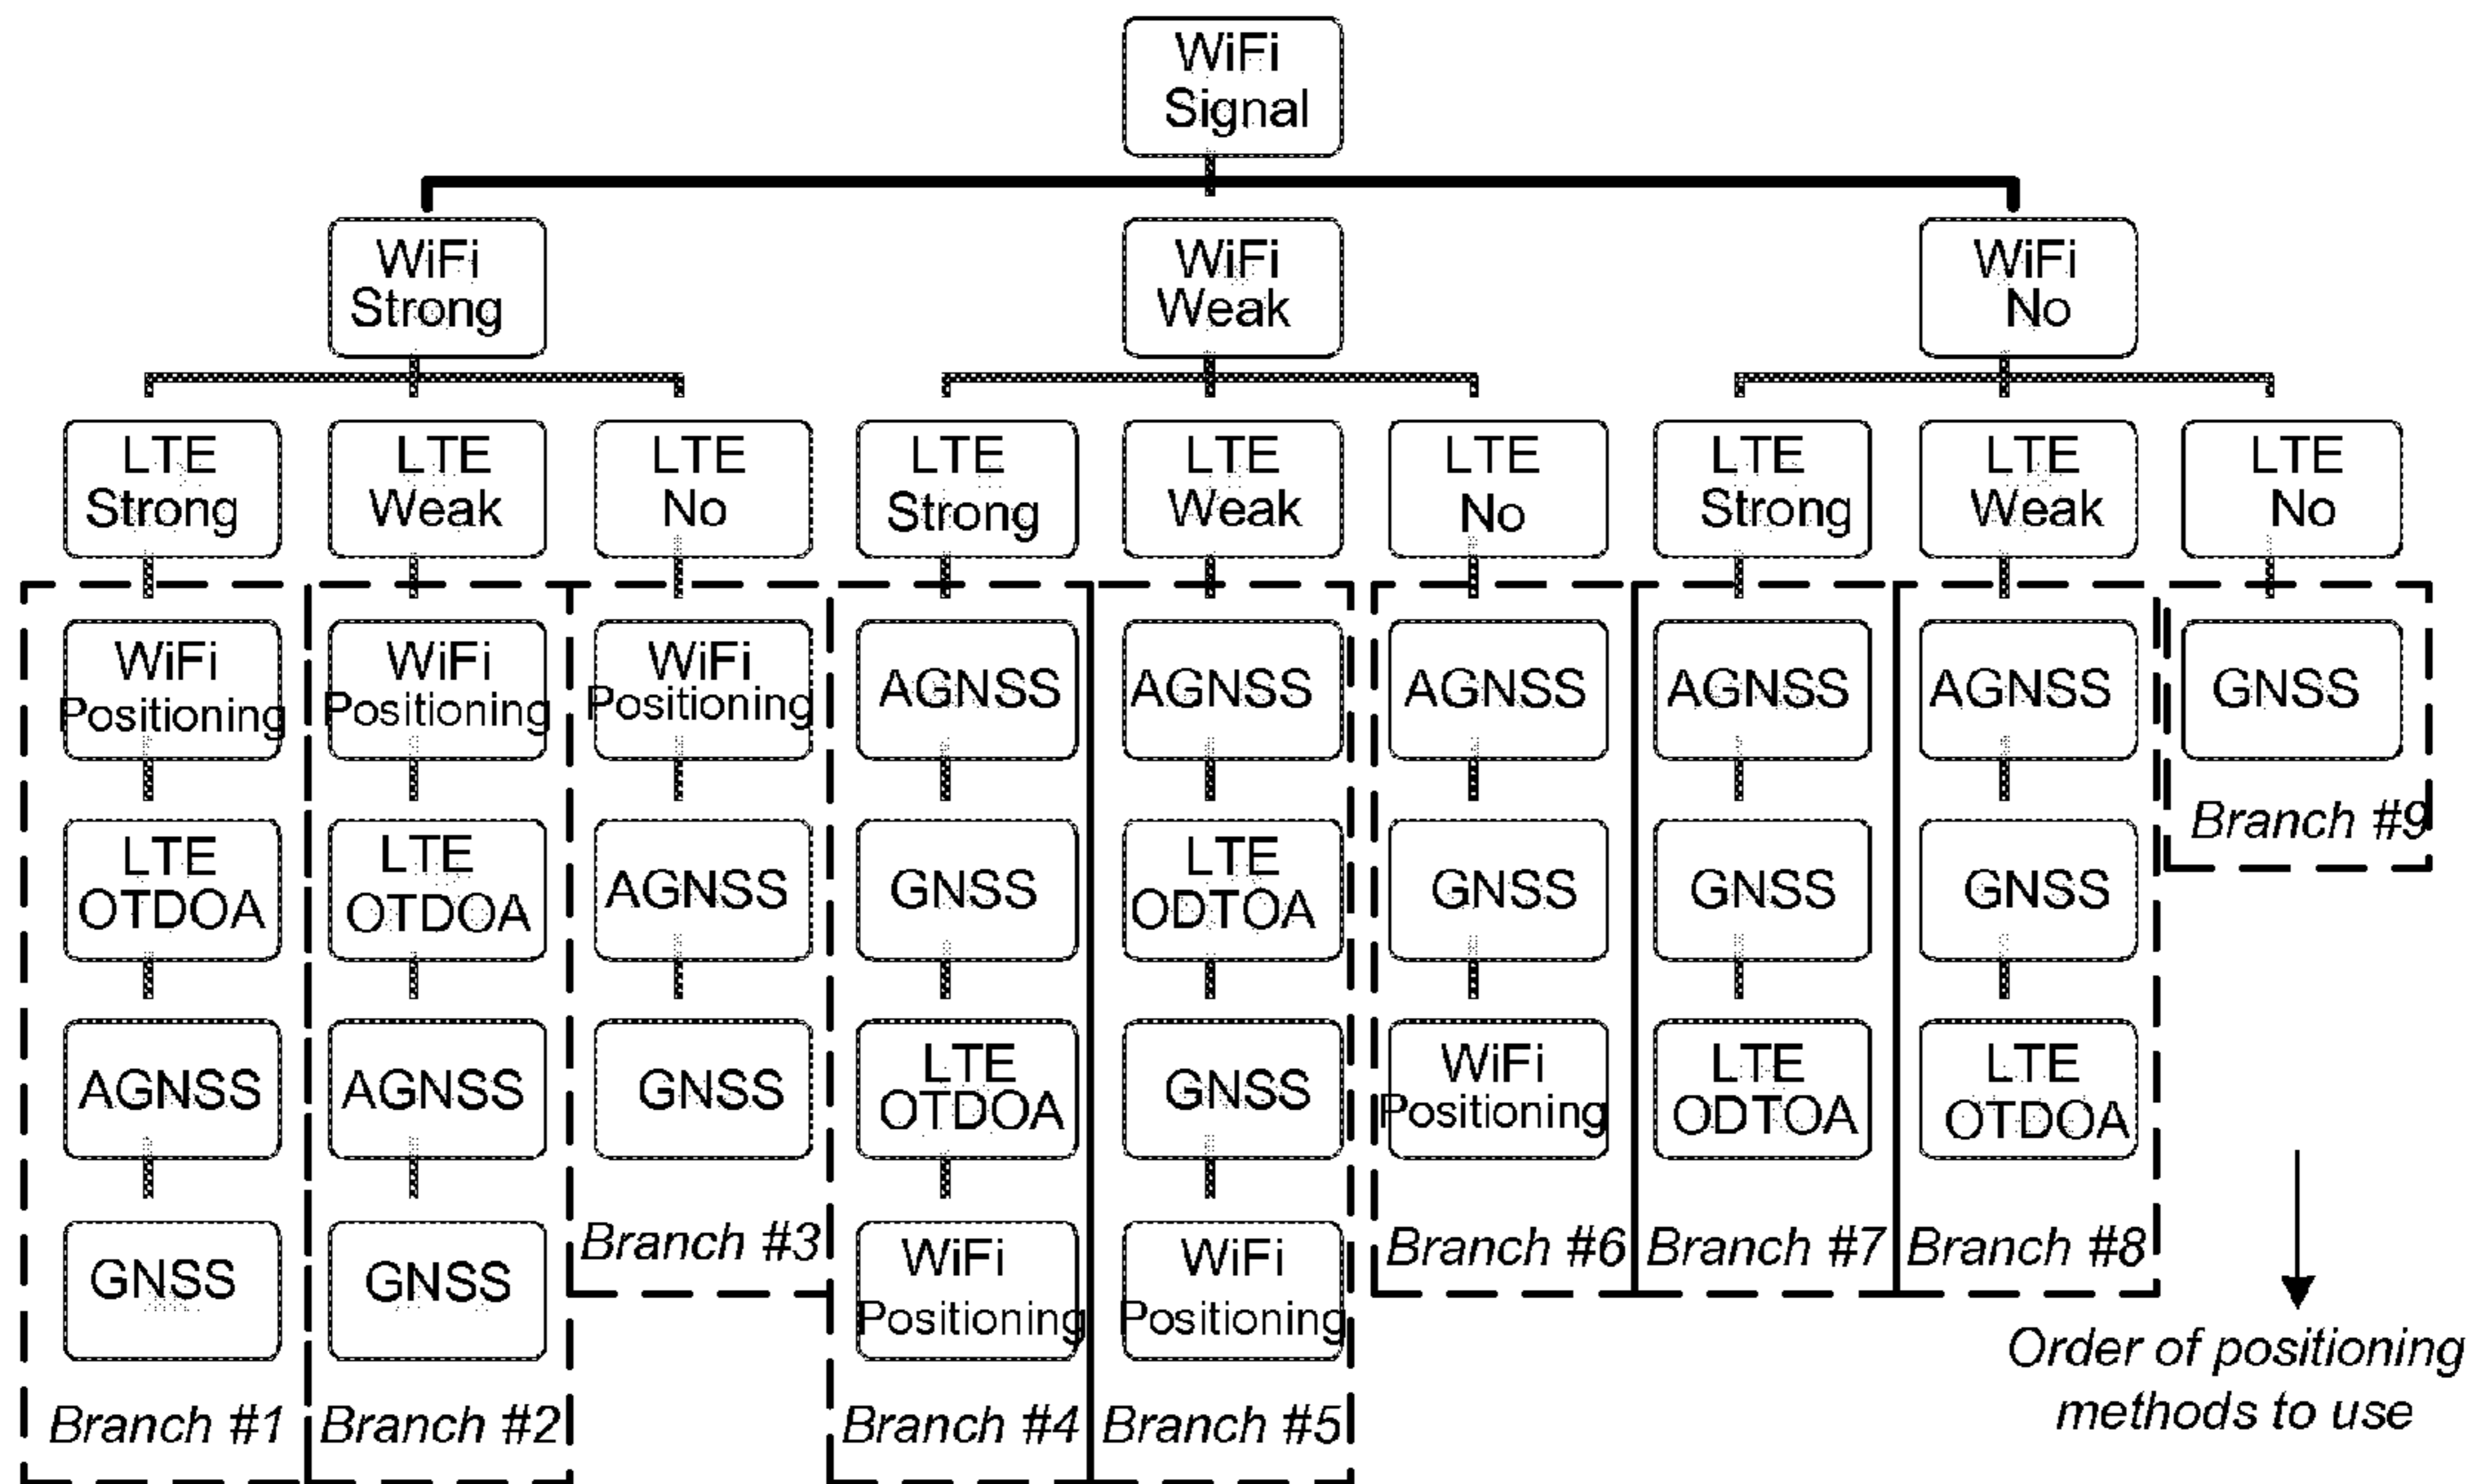 WiFi
Signal
WiFi
Strong
WiFi
Weak
WiFi
No
LTE
Strong
LTE
Weak
LTE
No
LTE
Strong
LTE
Weak
LTE
No
LTE
Strong
LTE
Weak
LTE
No
WiFi
Positioning
WiFi
Positioning
WiFi
Positioning
AGNSS
AGNSS
AGNSS
AGNSS
AGNSS
GNSS
LTE
OTDOA
LTE
OTDOA
AGNSS
GNSS
LTE
ODTOA
GNSS
GNSS
GNSS
Branch #9
AGNSS
AGNSS
GNSS
LTE
OTDOA
GNSS
WiFi
Positioning
LTE
ODTOA
LTE
OTDOA
GNSS
GNSS
Branch #3
WiFi
Positioning
WiFi
Positioning
Branch #6
Branch #7
Branch #8
Order of positioning
methods to use
Branch #1
Branch #2
Branch #4
Branch #5